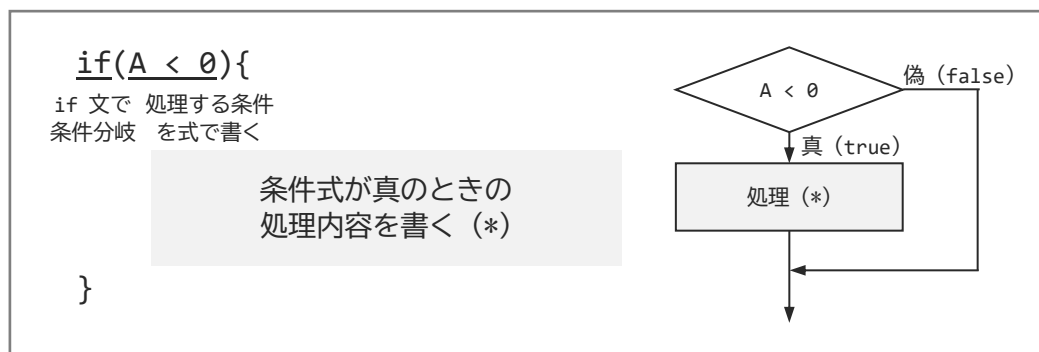 if(A < 0){
if 文で 処理する条件
条件分岐 を式で書く
条件式が真のときの
処理内容を書く（*）
}
A < 0
偽（false）
真（true）
処理（*）